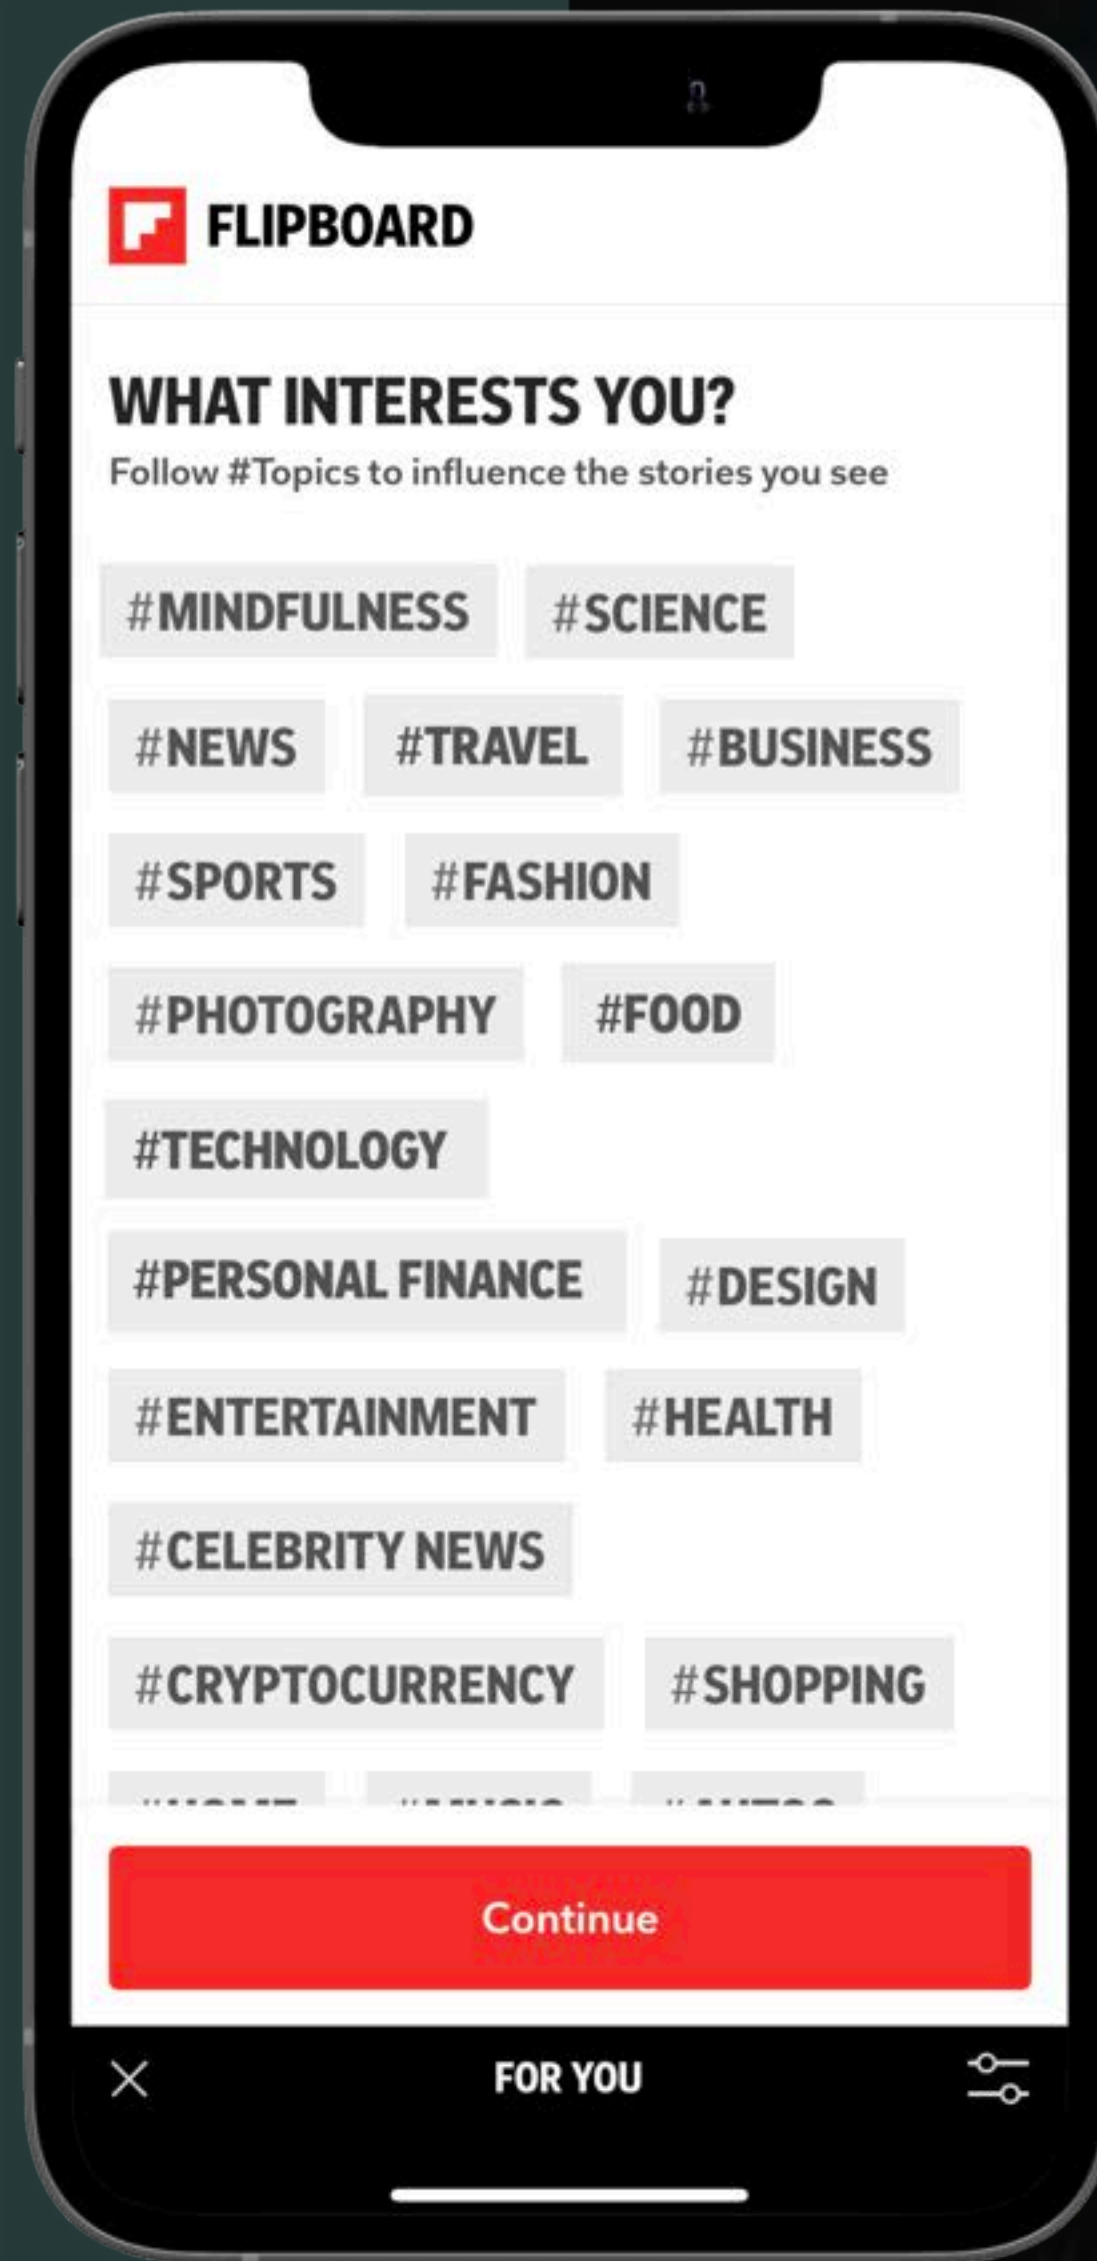 FLIPBOARD
WHAT INTERESTS YOU?
Follow #Topics to influence the stories you see
#MINDFULNESS #SCIENCE
#NEWS #TRAVEL #BUSINESS
#SPORTS #FASHION
#PHOTOGRAPHY #FOOD
#TECHNOLOGY
#PERSONAL FINANCE #DESIGN
#ENTERTAINMENT #HEALTH
#CELEBRITY NEWS
#CRYPTOCURRENCY #SHOPPING
Continue
FOR YOU